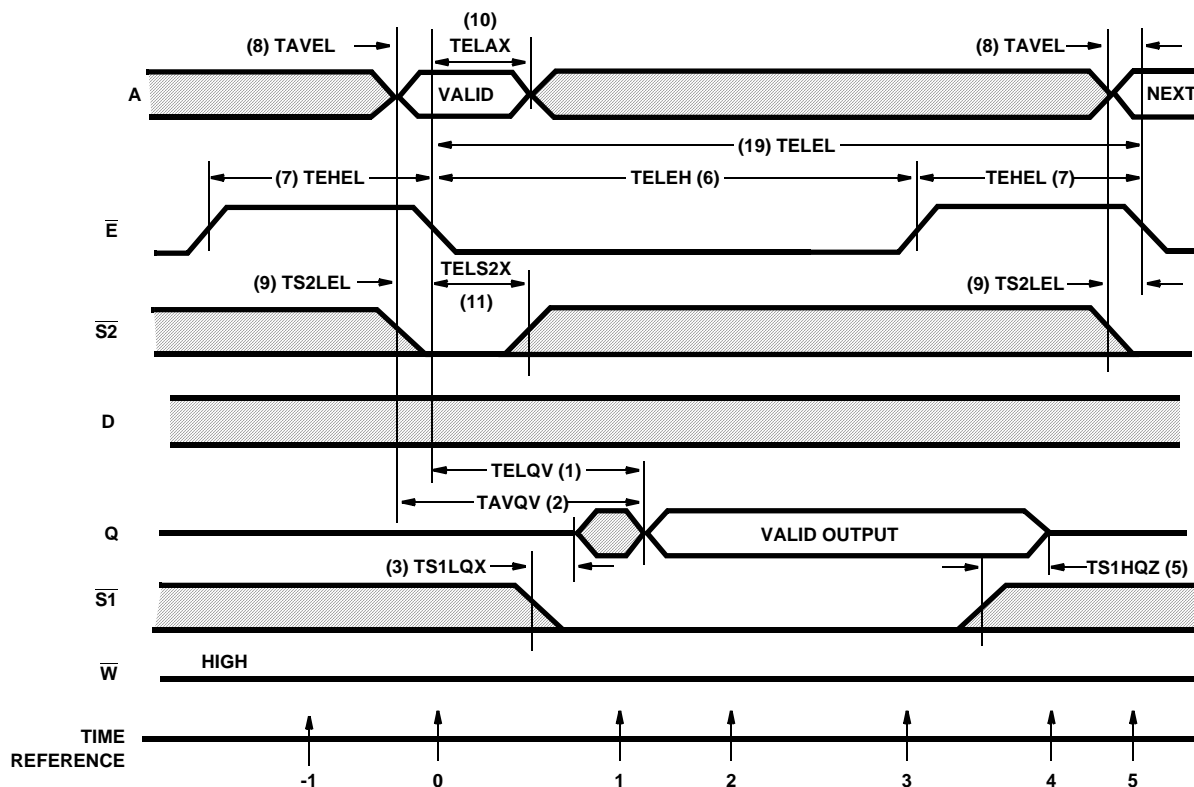 (10)
(8) TAVEL TELAX (8) TAVEL
A VALID NEXT
(19) TELEL
(7) TEHEL TELEH (6) TEHEL (7)
E
TELS2X
(9) TS2LEL (11) (9) TS2LEL
S2
D
TELQV (1)
TAVQV (2)
Q VALID OUTPUT
(3) TS1LQX TS1HQZ (5)
S1
HIGH
W
TIME
REFERENCE
-1 0 1 2 3 4 5